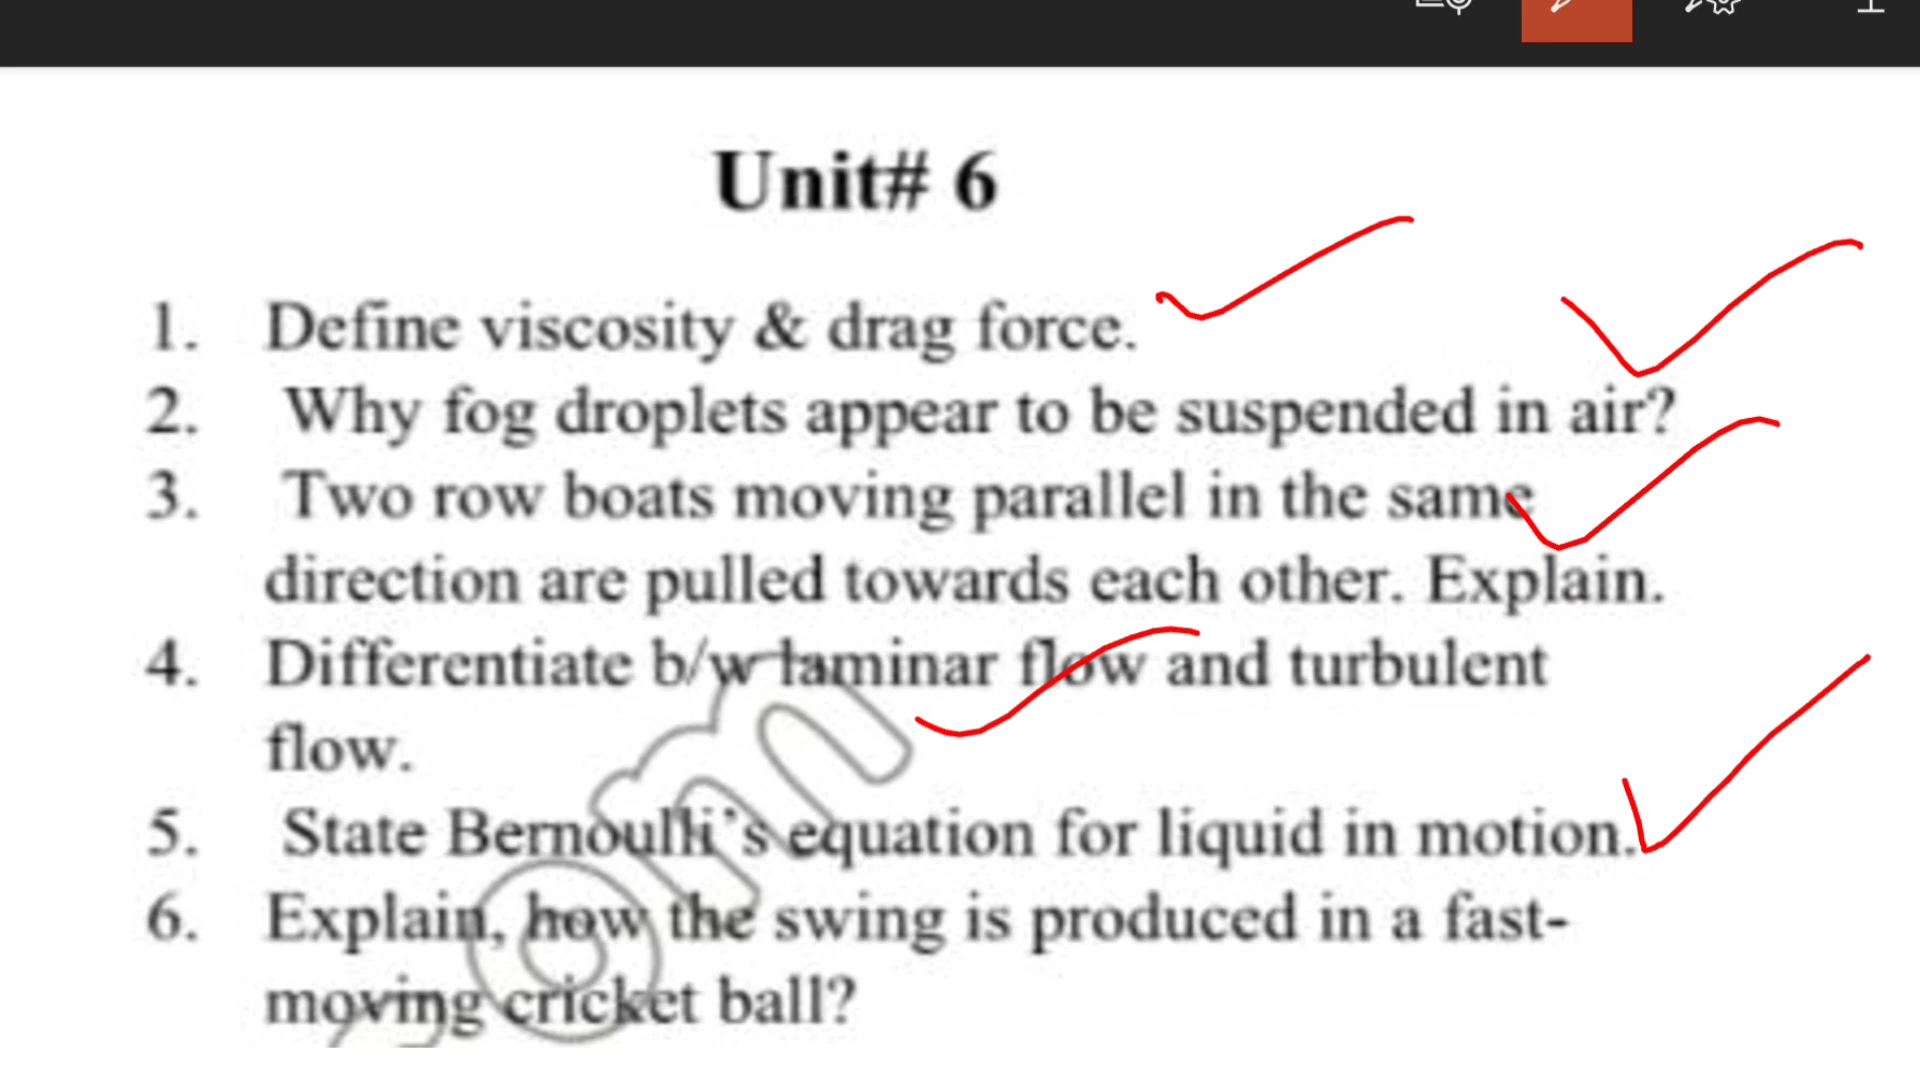 Unit# 6
1. Define viscosity & drag force.
2. Why fog droplets appear to be suspended in air?
3. Two row boats moving parallel in the same
direction are pulled towards each other. Explain.
4. Differentiate b/w laminar flow and turbulent
flow.
5. State Bernoulli's equation for liquid in motion.
6. Explain, how the swing is produced in a fast-
moving cricket ball?
om